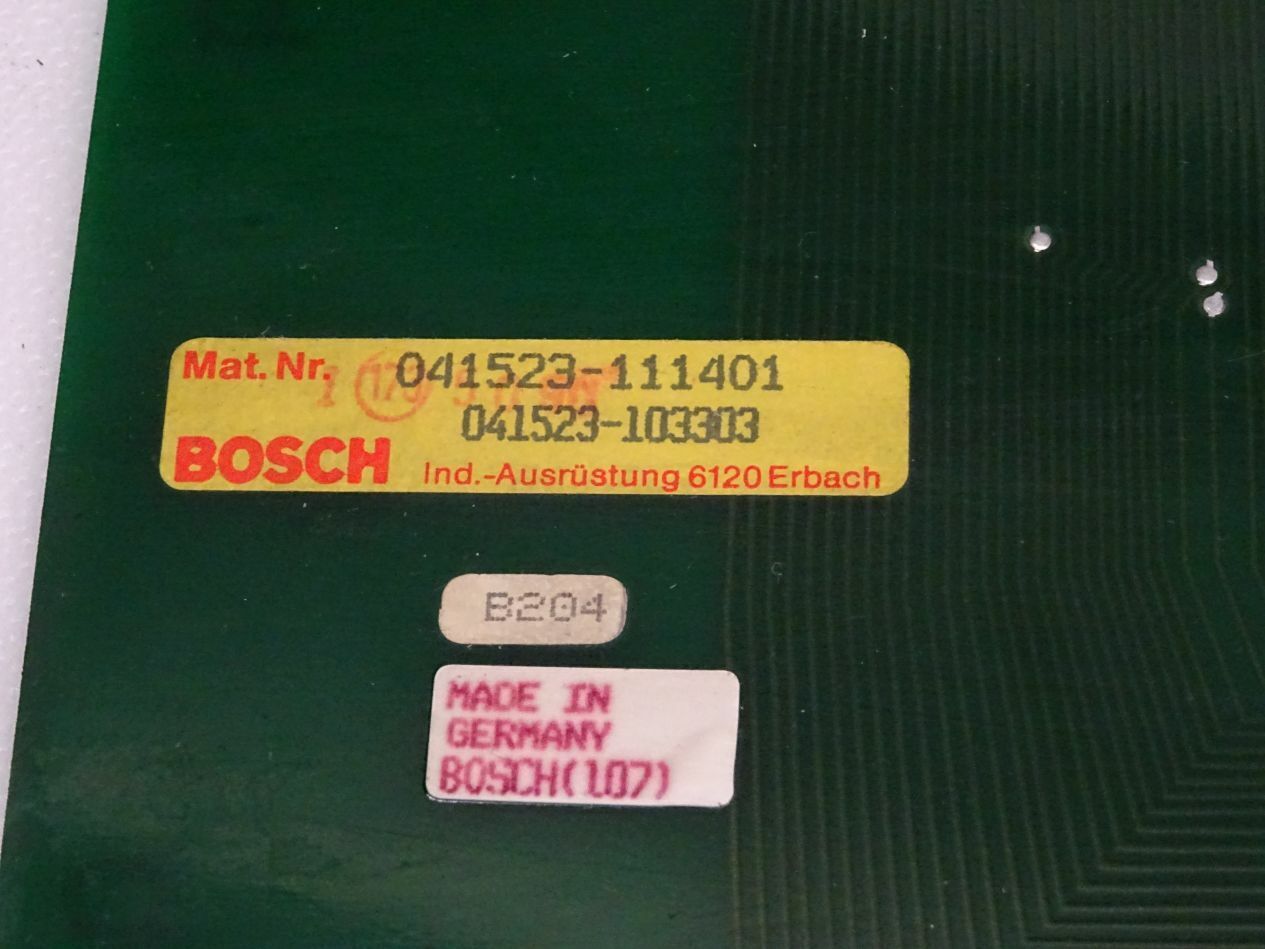 Mat. Nr. 041523-111401
041523-103303
BOSCH Ind.-Ausrüstung 6120 Erbach
B204
MADE IN
GERMANY
BOSCH(107)